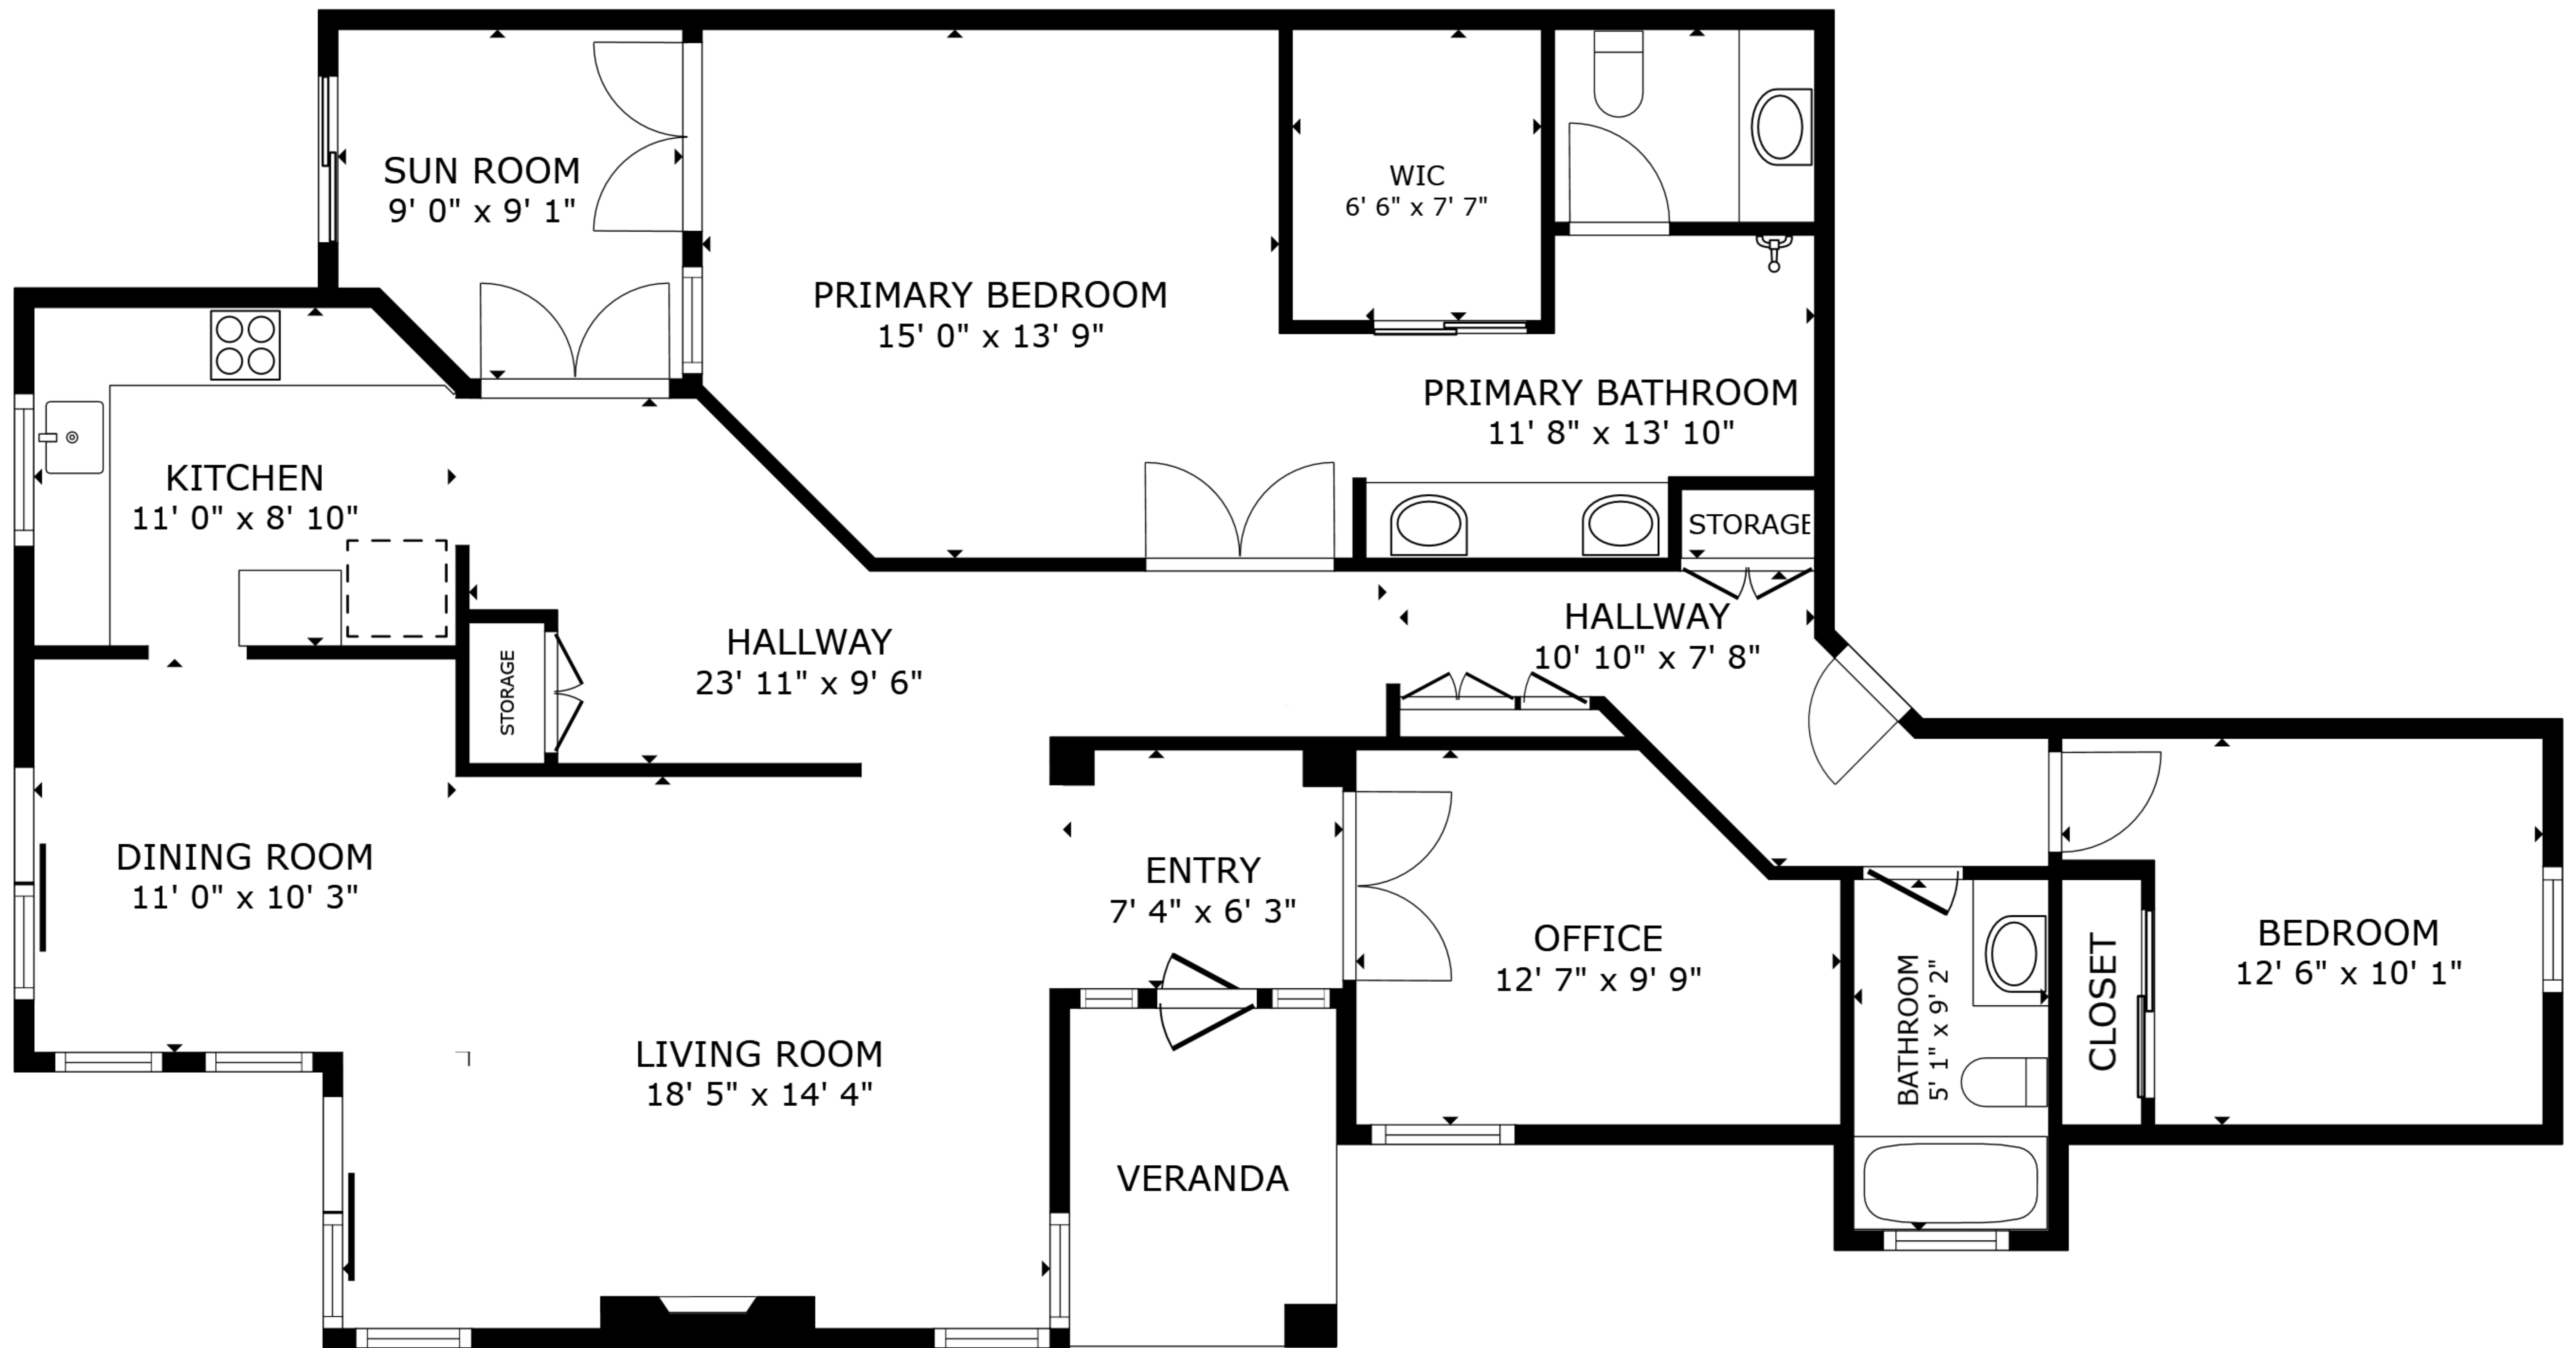 SUN ROOM
9' 0" x 9' 1"
WIC
6' 6" x 7' 7"
PRIMARY BEDROOM
15' 0" x 13' 9"
PRIMARY BATHROOM
11' 8" x 13' 10"
KITCHEN
11' 0" x 8' 10"
STORAGE
HALLWAY
10' 10" x 7' 8"
HALLWAY
23' 11" x 9' 6"
STORAGE
DINING ROOM
11' 0" x 10' 3"
ENTRY
7' 4" x 6' 3"
OFFICE
12' 7" x 9' 9"
BATHROOM
5' 1" x 9' 2"
CLOSET
BEDROOM
12' 6" x 10' 1"
LIVING ROOM
18' 5" x 14' 4"
VERANDA